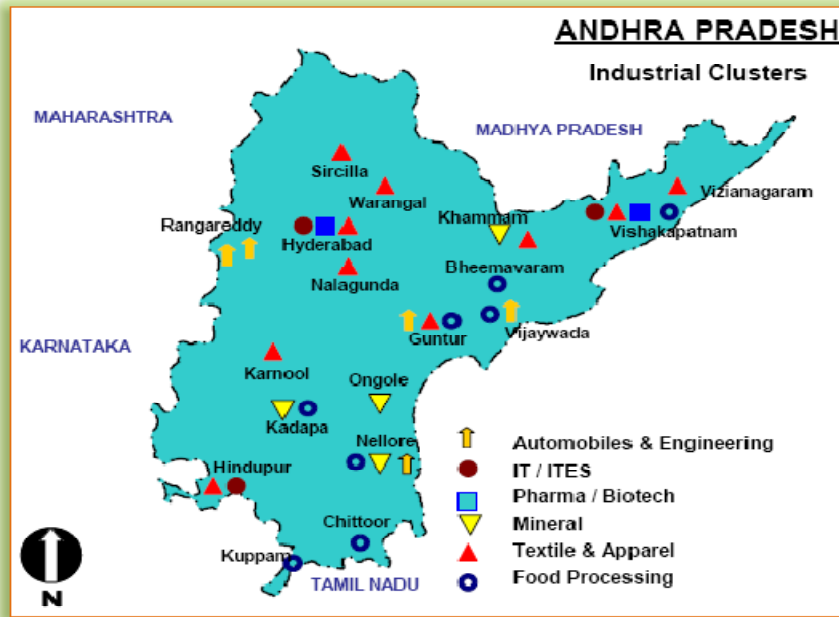 ANDHRA PRADESH
Industrial Clusters
MAHARASHTRA
MADHYA PRADESH
Sircilla
Warangal
Vizianagaram
Rangareddy
Khammam
Hyderabad
Vishakapatnam
Bheemavaram
Nalagunda
Guntur
Vijaywada
KARNATAKA
Karnool
Ongole
Kadapa
Nellore
Hindupur
Chittoor
Kuppam
TAMIL NADU
Automobiles & Engineering
IT / ITES
Pharma / Biotech
Mineral
Textile & Apparel
Food Processing
N